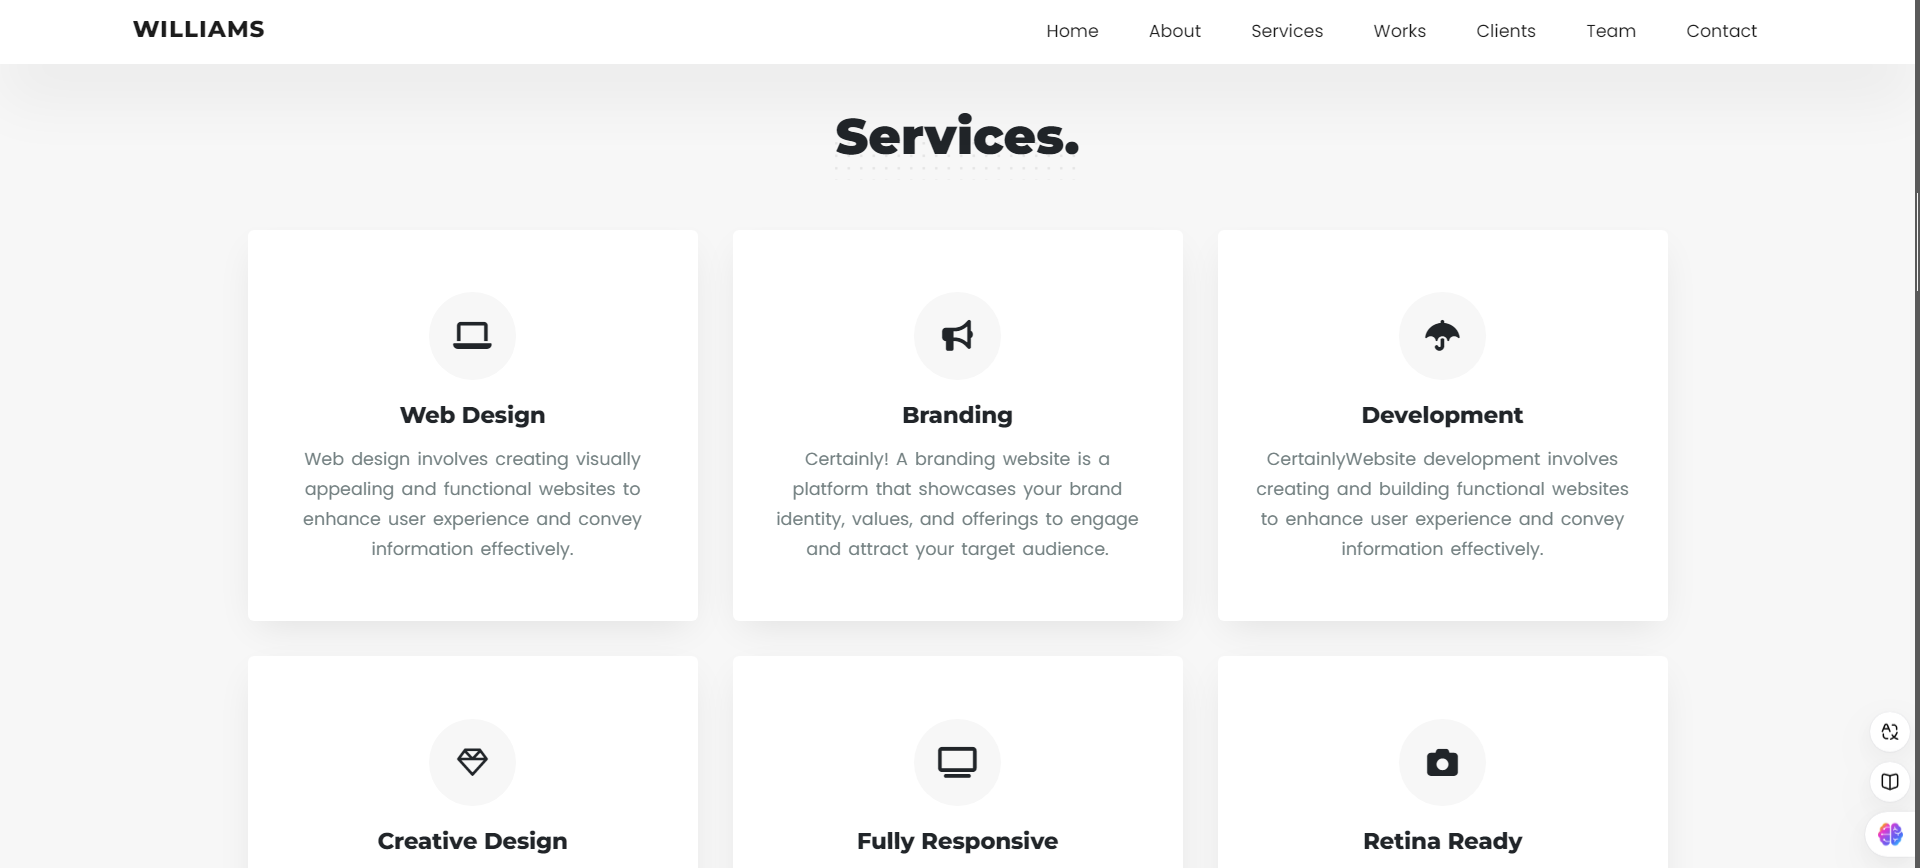 WILLIAMS
Home About Services Works Clients Team Contact
Services.
Web Design
Web design involves creating visually
appealing and functional websites to
enhance user experience and convey
information effectively.
Branding
Certainly! A branding website is a
platform that showcases your brand
identity, values, and offerings to engage
and attract your target audience.
Development
CertainlyWebsite development involves
creating and building functional websites
to enhance user experience and convey
information effectively.
Creative Design
Fully Responsive
Retina Ready